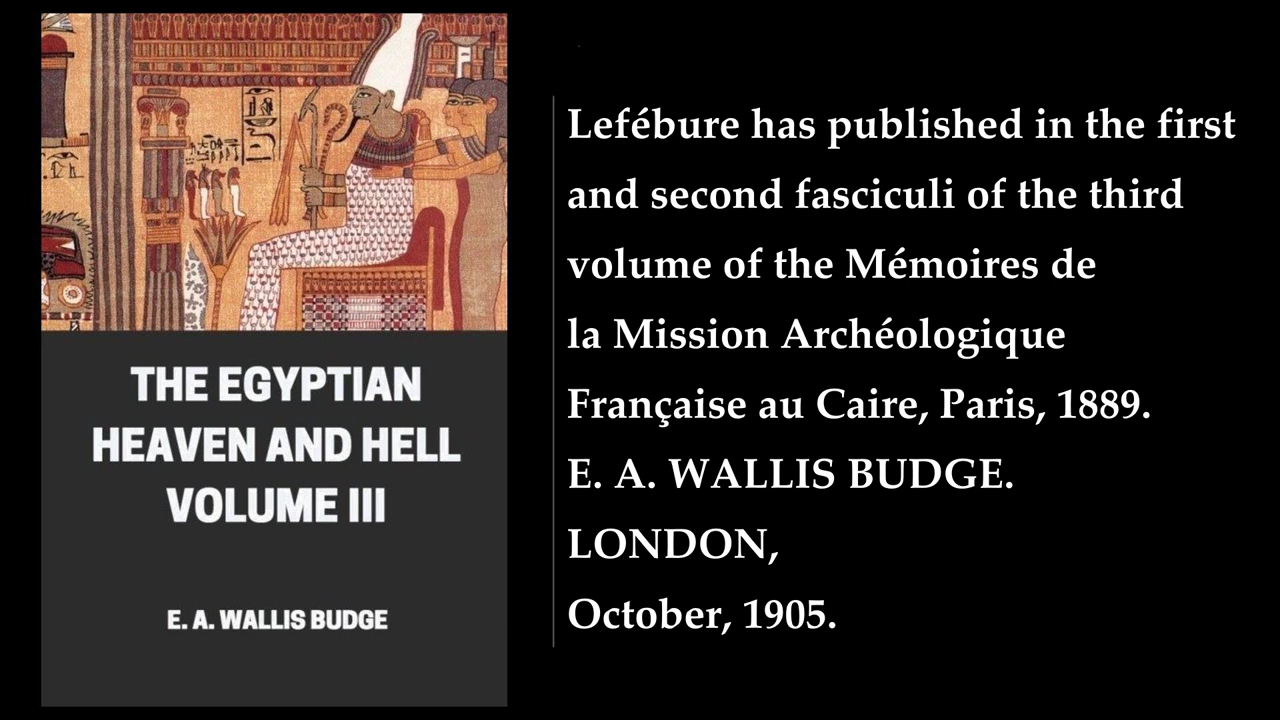 THE EGYPTIAN
HEAVEN AND HELL
VOLUME III
E. A. WALLIS BUDGE
Lefébure has published in the first
and second fasciculi of the third
volume of the Mémoires de
la Mission Archéologique
Française au Caire, Paris, 1889.
E. A. WALLIS BUDGE.
LONDON,
October, 1905.